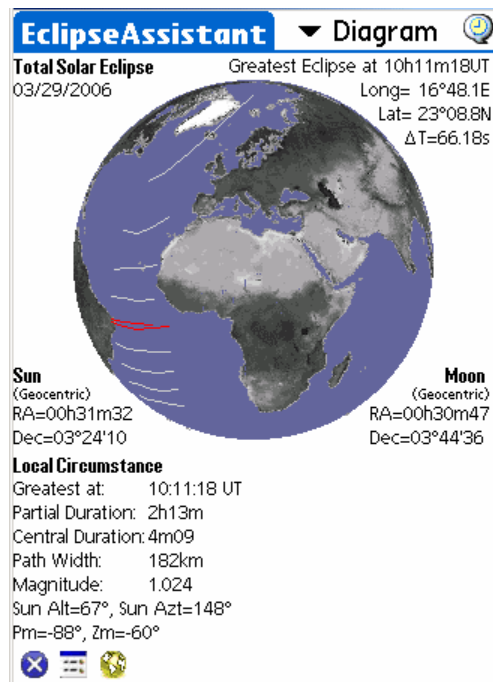 EclipseAssistant
Diagram
Total Solar Eclipse
03/29/2006
Greatest Eclipse at 10h11m18UT
Long= 16°48.1E
Lat= 23°08.8N
ΔT=66.18s
Sun
(Geocentric)
RA=00h31m32
Dec=03°24'10
Moon
(Geocentric)
RA=00h30m47
Dec=03°44'36
Local Circumstance
Greatest at: 10:11:18 UT
Partial Duration: 2h13m
Central Duration: 4m09
Path Width: 182km
Magnitude: 1.024
Sun Alt=67°, Sun Azt=148°
Pm=-88°, Zm=-60°